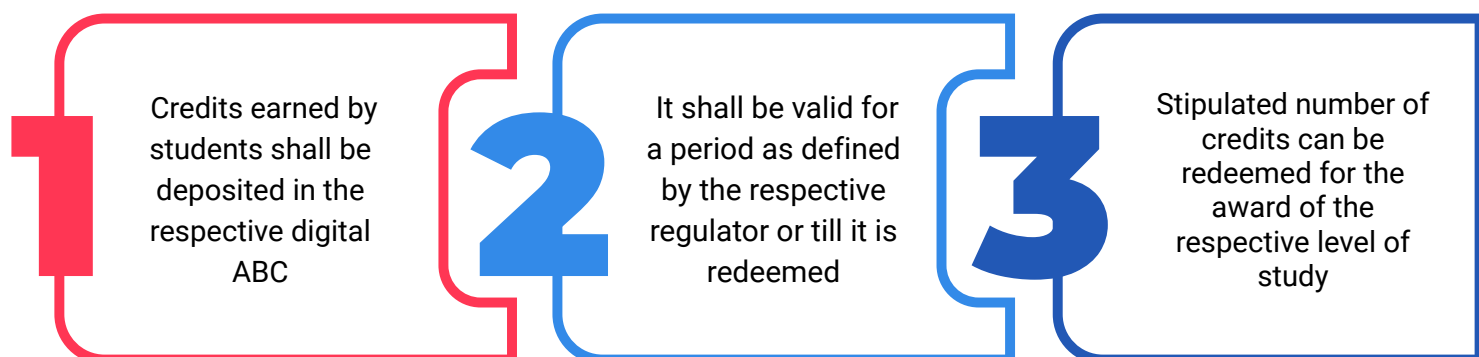 1
Credits earned by
students shall be
deposited in the
respective digital
ABC
2
It shall be valid for
a period as defined
by the respective
regulator or till it is
redeemed
3
Stipulated number of
credits can be
redeemed for the
award of the
respective level of
study